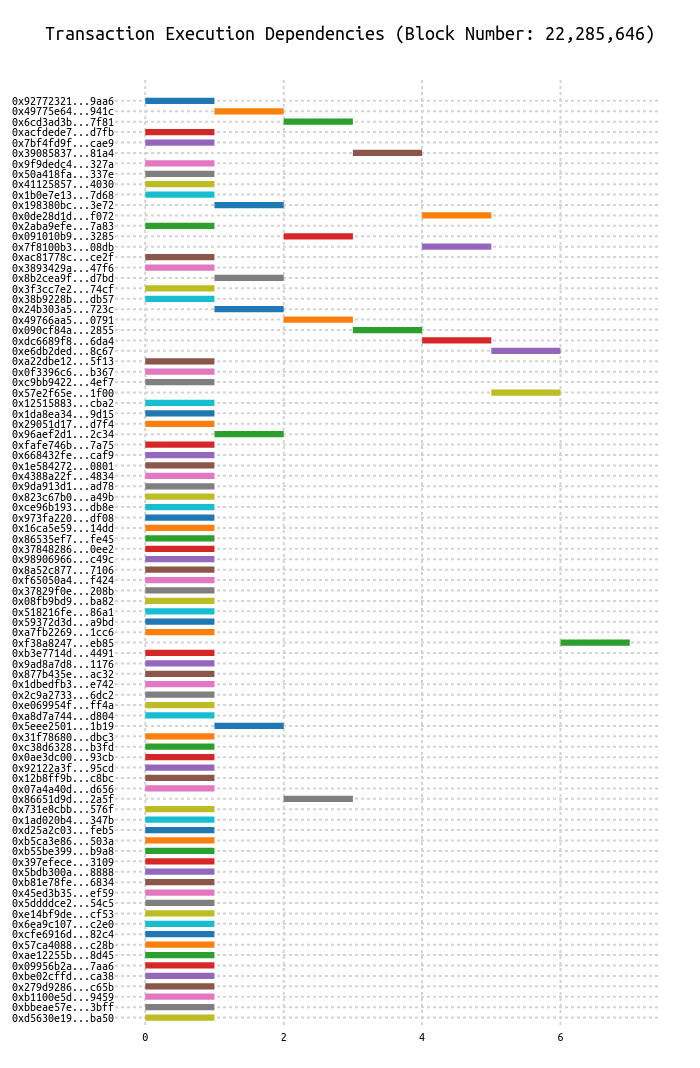 Transaction Execution Dependencies (Block Number: 22,285,646)
0x92772321...9aa6
0x49775e64...941c
0x6cd3ad3b...7f81
0xacfdede7...d7fb
0x7bf4fd9f...cae9
0x39085837...81a4
0x9f9dedc4...327a
0x50a418fa...337e
0x41125857...4030
0x1b0e7e13...7d68
0x198380bc...3e72
0x0de28d1d...f072
0x2aba9efe...7a83
0x091010b9...3285
0x7f8100b3...08db
0xac81778c...ce2f
0x3893429a...47f6
0x8b2cea9f...d7bd
0x3f3cc7e2...74cf
0x38b9228b...db57
0x24b303a5...723c
0x49766aa5...0791
0x090cf84a...2855
0xdc6689f8...6da4
0xe6db2ded...8c67
0xa22dbe12...5f13
0x0f3396c6...b367
0xc9bb9422...4ef7
0x57e2f65e...1f00
0x12515883...cba2
0x1da8ea34...9d15
0x29051d17...d7f4
0x96aef2d1...2c34
0xfafe746b...7a75
0x668432fe...caf9
0x1e584272...0801
0x4388a22f...4834
0x9da913d1...ad78
0x823c67b0...a49b
0xce96b193...db8e
0x973fa220...df08
0x16ca5e59...14dd
0x86535ef7...fe45
0x37848286...0ee2
0x98906966...c49c
0x8a52c877...7106
0xf65050a4...f424
0x37829f0e...208b
0x08fb9bd9...ba82
0x518216fe...86a1
0x59372d3d...a9bd
0xa7fb2269...1cc6
0xf38a8247...eb85
0xb3e7714d...4491
0x9ad8a7d8...1176
0x877b435e...ac32
0x1dbedfb3...e742
0x2c9a2733...6dc2
0xe069954f...ff4a
0xa8d7a744...d804
0x5eee2501...1b19
0x31f78680...dbc3
0xc38d6328...b3fd
0x0ae3dc00...93cb
0x92122a3f...95cd
0x12b8ff9b...c8bc
0x07a4a40d...d656
0x86651d9d...2a5f
0x731e8cbb...576f
0x1ad020b4...347b
0xd25a2c03...feb5
0xb5ca3e86...503a
0xb55be399...b9a8
0x397efece...3109
0x5bdb300a...8888
0xb81e78fe...6834
0x45ed3b35...ef59
0x5ddddce2...54c5
0xe14bf9de...cf53
0x6ea9c107...c2e0
0xcfe6916d...82c4
0x57ca4088...c28b
0xae12255b...8d45
0x09956b2a...7aa6
0xbe02cffd...ca38
0x279d9286...c65b
0xb1100e5d...9459
0xbbeae57e...3bff
0xd5630e19...ba50
0 2 4 6